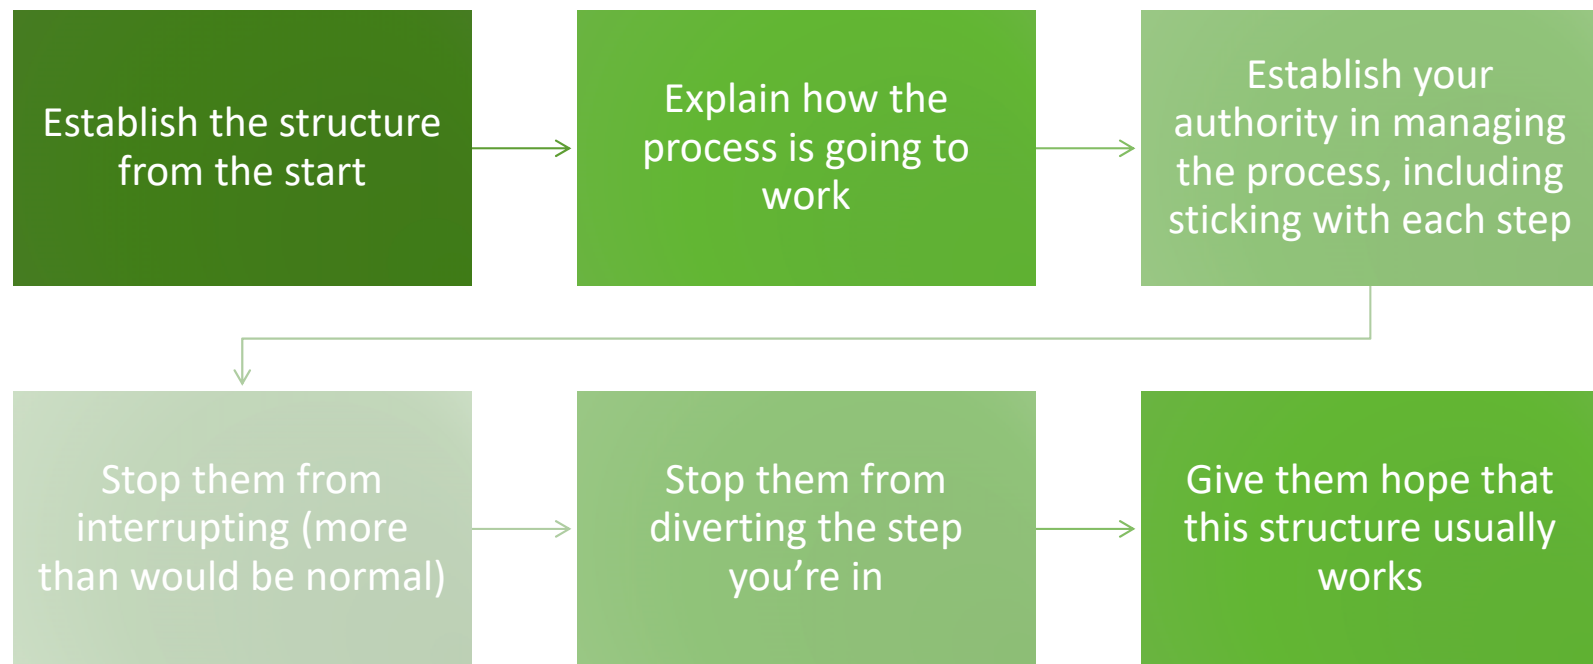 Establish the structure
from the start
Explain how the
process is going to
work
Establish your
authority in managing
the process, including
sticking with each step
Stop them from
interrupting (more
than would be normal)
Stop them from
diverting the step
you’re in
Give them hope that
this structure usually
works